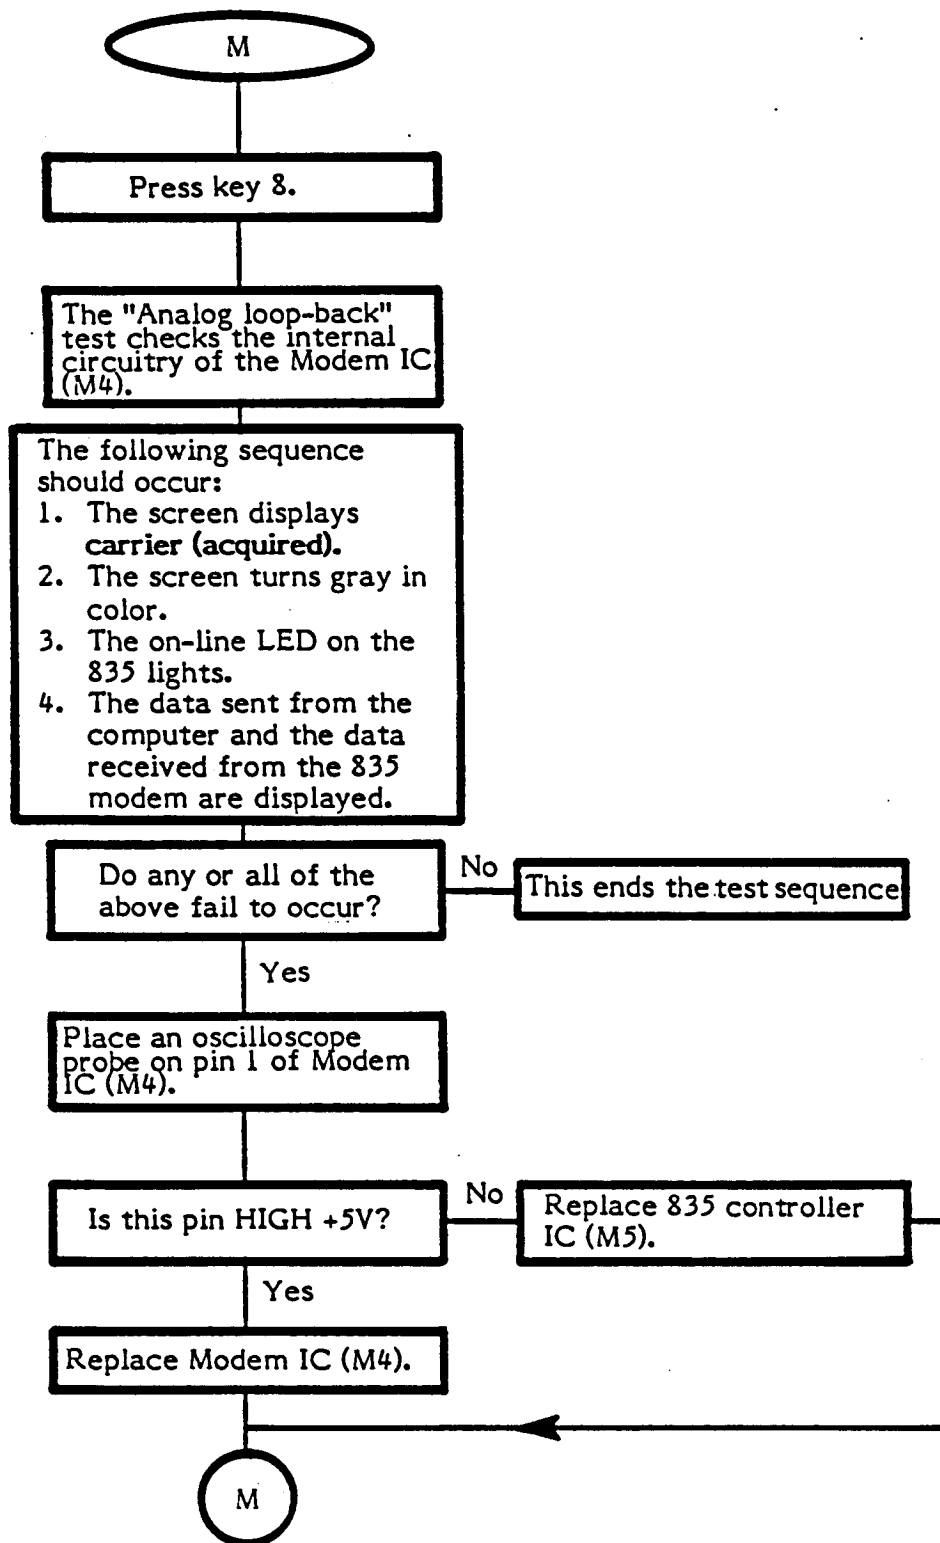 M
Press key 8.
The "Analog loop-back"
test checks the internal
circuitry of the Modem IC
(M4).
The following sequence
should occur:
1. The screen displays
carrier (acquired).
2. The screen turns gray in
color.
3. The on-line LED on the
835 lights.
4. The data sent from the
computer and the data
received from the 835
modem are displayed.
Do any or all of the
above fail to occur?
No
This ends the test sequence
Yes
Place an oscilloscope
probe on pin 1 of Modem
IC (M4).
Is this pin HIGH +5V?
No
Replace 835 controller
IC (M5).
Yes
Replace Modem IC (M4).
M